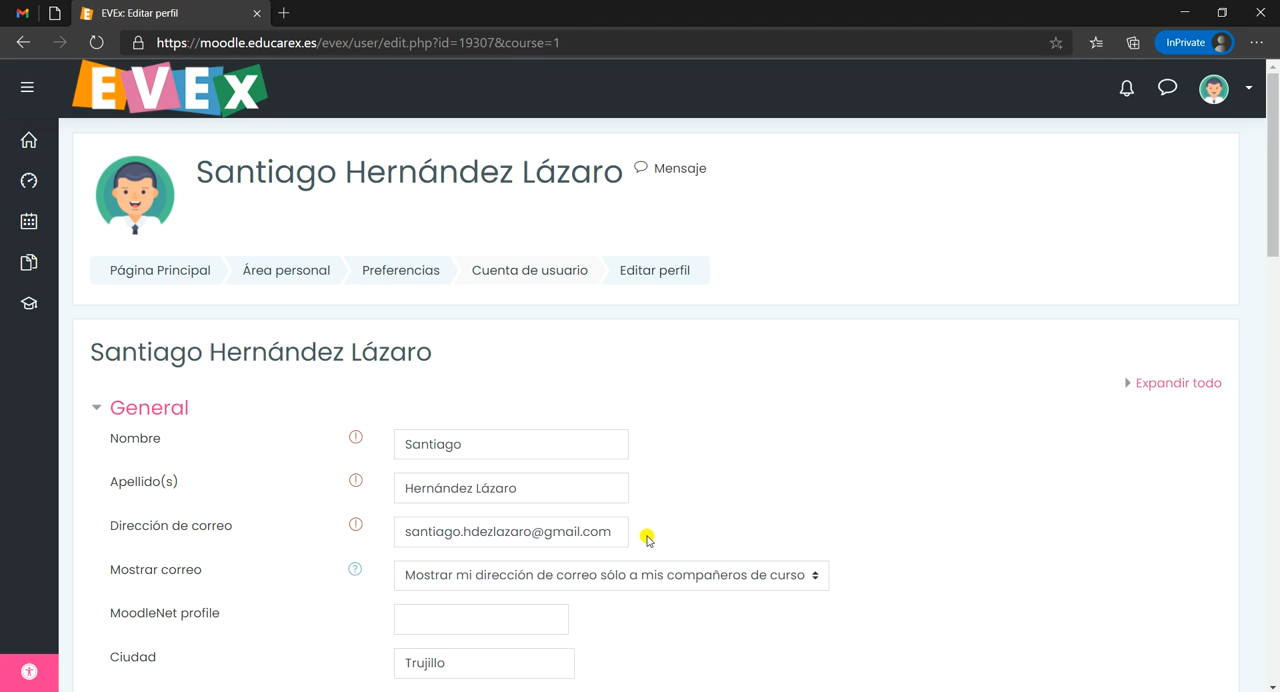 EVEx: Editar perfil
https://moodle.educarex.es/evex/user/edit.php?id=19307&course=1
InPrivate
EVEx
Santiago Hernández Lázaro
Mensaje
Página Principal
Área personal
Preferencias
Cuenta de usuario
Editar perfil
Santiago Hernández Lázaro
Expandir todo
General
Nombre
Santiago
Apellido(s)
Hernández Lázaro
Dirección de correo
santiago.hdezlazaro@gmail.com
Mostrar correo
Mostrar mi dirección de correo sólo a mis compañeros de curso
MoodleNet profile
Ciudad
Trujillo